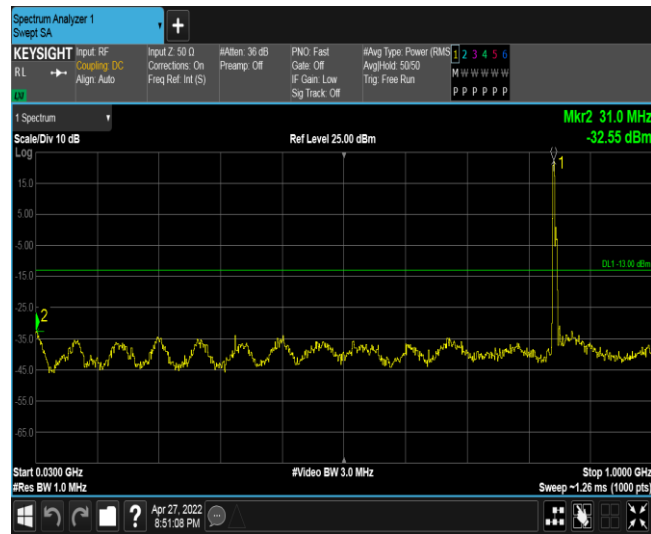 Spectrum Analyzer 1
Swept SA
+
KEYSIGHT Input: RF Input Z: 50 Ω #Atten: 36 dB PNO: Fast #Avg Type: Power (RMS 1 2 3 4 5 6
RL Coupling: DC Corrections: On Preamp: Off Gate: Off Avg|Hold: 50/50 M W W W W W
Align: Auto Freq Ref: Int (S) IF Gain: Low Trig: Free Run
Sig Track: Off P P P P P P
1 Spectrum Mkr2 31.0 MHz
Scale/Div 10 dB Ref Level 25.00 dBm -32.55 dBm
Log
1
15.0
5.00
-5.00
DL1 -13.00 dBm
-15.0
-25.0
2
-35.0
-45.0
-55.0
-65.0
Start 0.0300 GHz #Video BW 3.0 MHz Stop 1.0000 GHz
#Res BW 1.0 MHz Sweep ~1.26 ms (1000 pts)
? Apr 27, 2022
8:51:08 PM